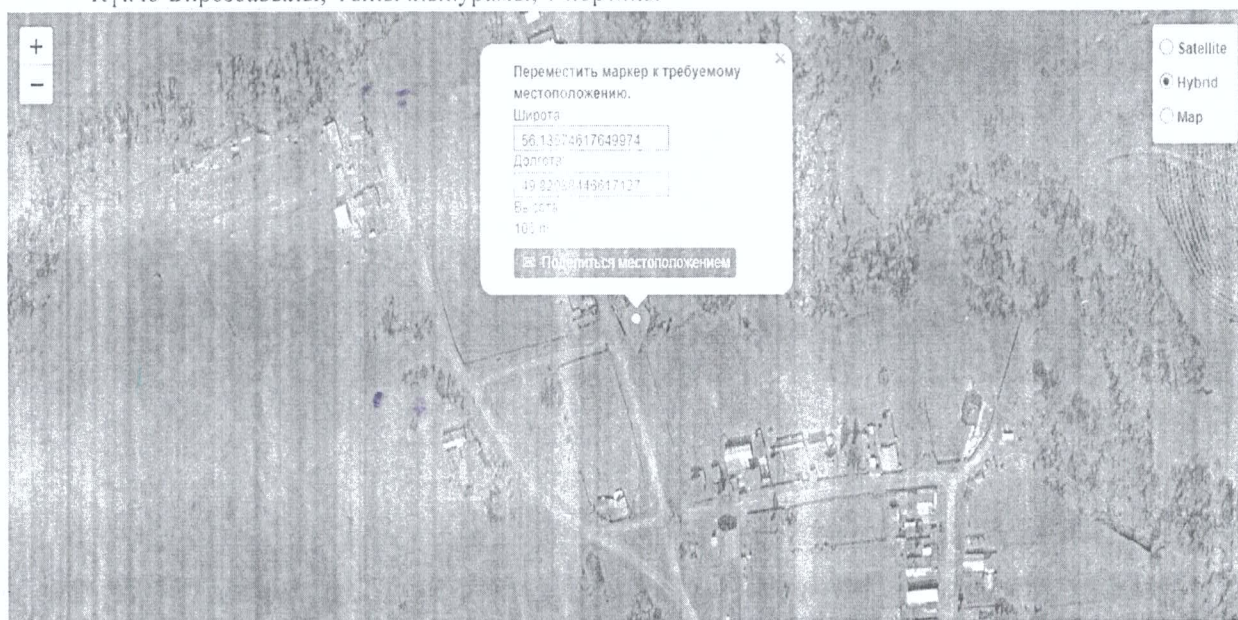 +
−
Переместить маркер к требуемому
местоположению.
Широта
56.13574617649974
Долгота:
Высота
Поделиться местоположением
Satellite
Hybrid
Map